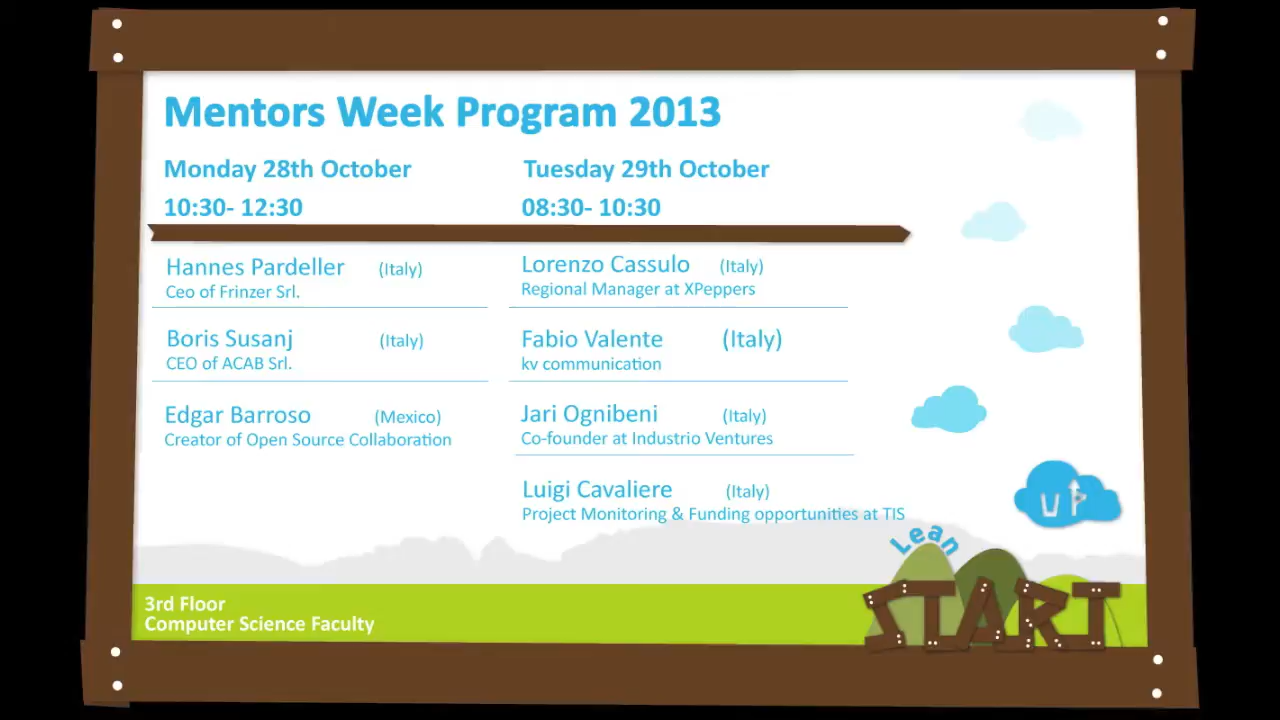 Mentors Week Program 2013
Monday 28th October
10:30- 12:30
Hannes Pardeller (Italy)
Ceo of Frinzer Srl.
Boris Susanj (Italy)
CEO of ACAB Srl.
Edgar Barroso (Mexico)
Creator of Open Source Collaboration
Tuesday 29th October
08:30- 10:30
Lorenzo Cassulo (Italy)
Regional Manager at XPeppers
Fabio Valente (Italy)
kv communication
Jari Ognibeni (Italy)
Co-founder at Industrio Ventures
Luigi Cavaliere (Italy)
Project Monitoring & Funding opportunities at TIS
UP
Lean
START
3rd Floor
Computer Science Faculty